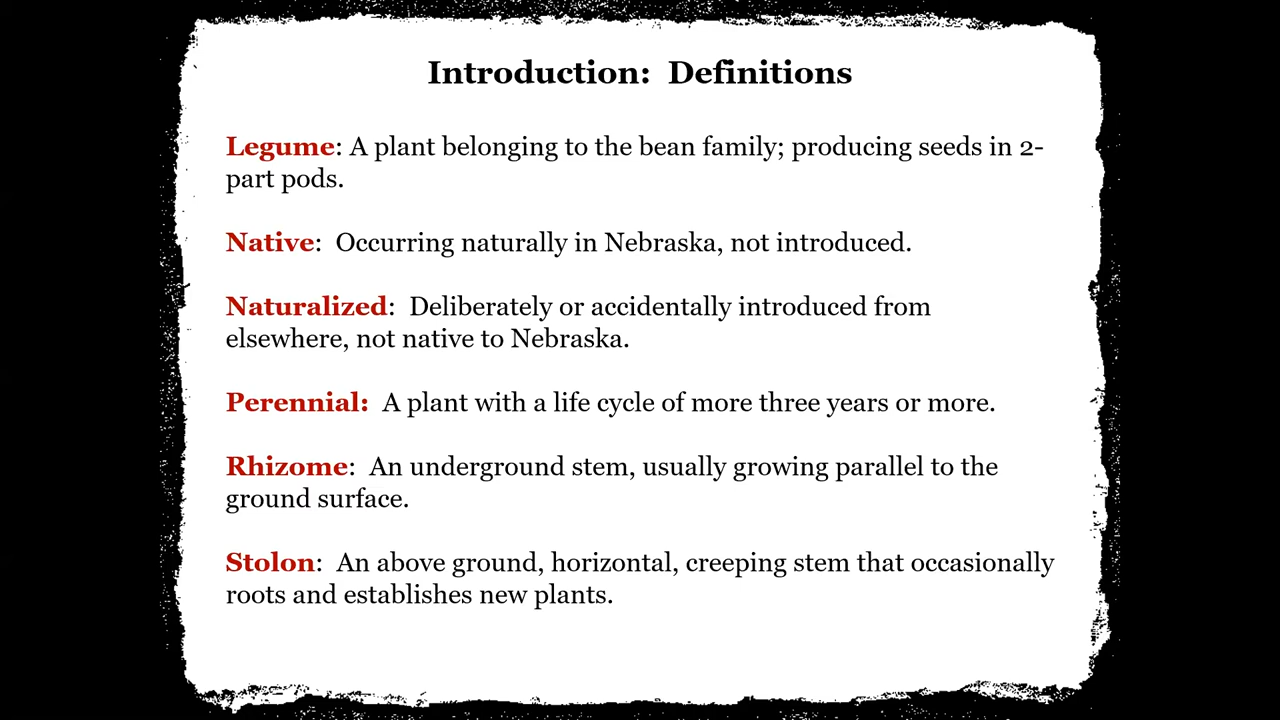 Introduction:  Definitions
Legume: A plant belonging to the bean family; producing seeds in 2-
part pods.
Native:  Occurring naturally in Nebraska, not introduced.
Naturalized:  Deliberately or accidentally introduced from
elsewhere, not native to Nebraska.
Perennial:  A plant with a life cycle of more three years or more.
Rhizome:  An underground stem, usually growing parallel to the
ground surface.
Stolon:  An above ground, horizontal, creeping stem that occasionally
roots and establishes new plants.